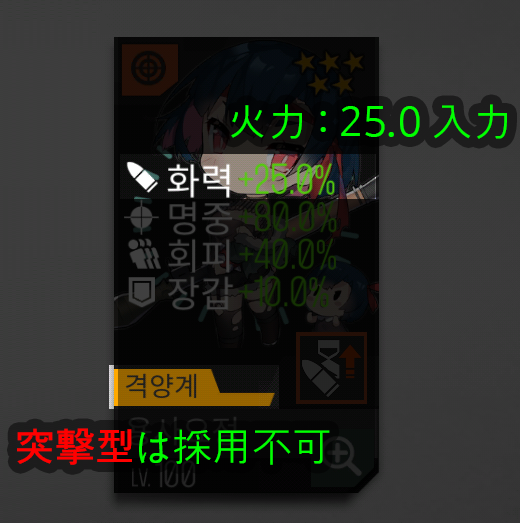 火力：25.0 入力
화력 +25.0%
명중 +80.0%
회피 +40.0%
장갑 +10.0%
격양계
突撃型は採用不可
LV. 100